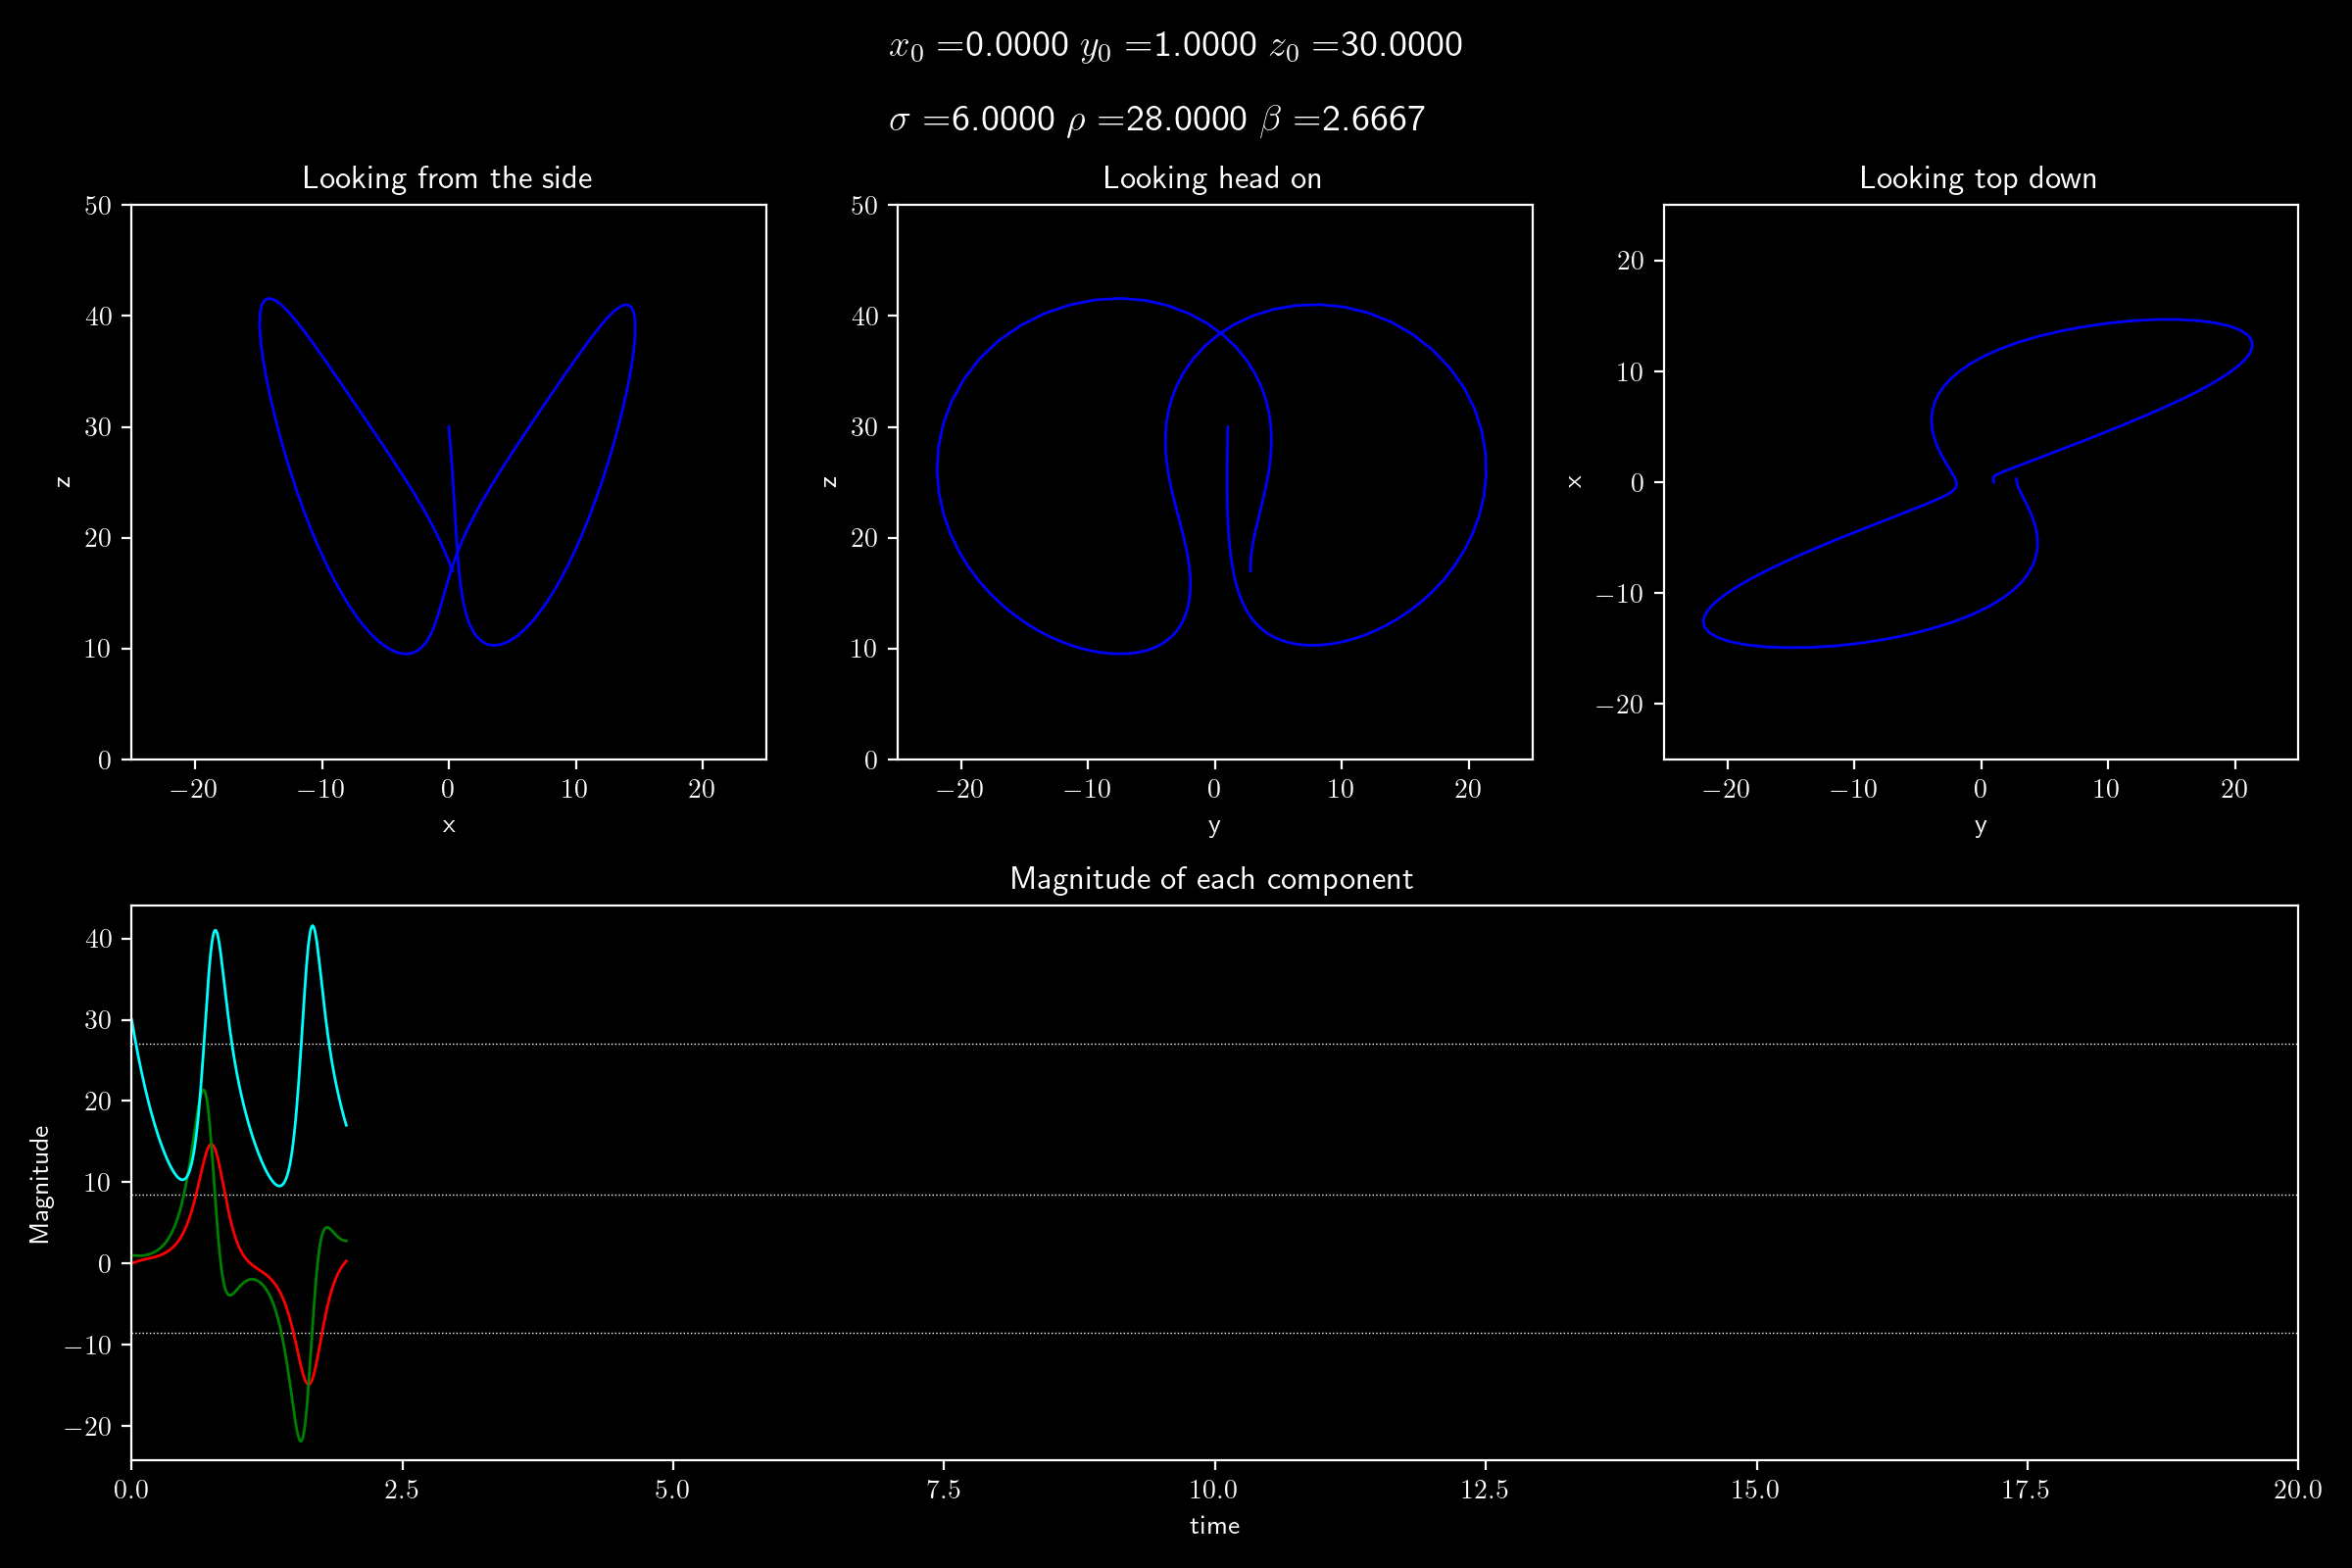 x₀ =0.0000 y₀ =1.0000 z₀ =30.0000
σ =6.0000 ρ =28.0000 β =2.6667
Looking from the side
50
40
30
20
10
0
z
−20 −10 0 10 20
x
Looking head on
50
40
30
20
10
0
z
−20 −10 0 10 20
y
Looking top down
20
10
0
−10
−20
x
−20 −10 0 10 20
y
Magnitude of each component
40
30
20
10
0
−10
−20
Magnitude
0.0 2.5 5.0 7.5 10.0 12.5 15.0 17.5 20.0
time